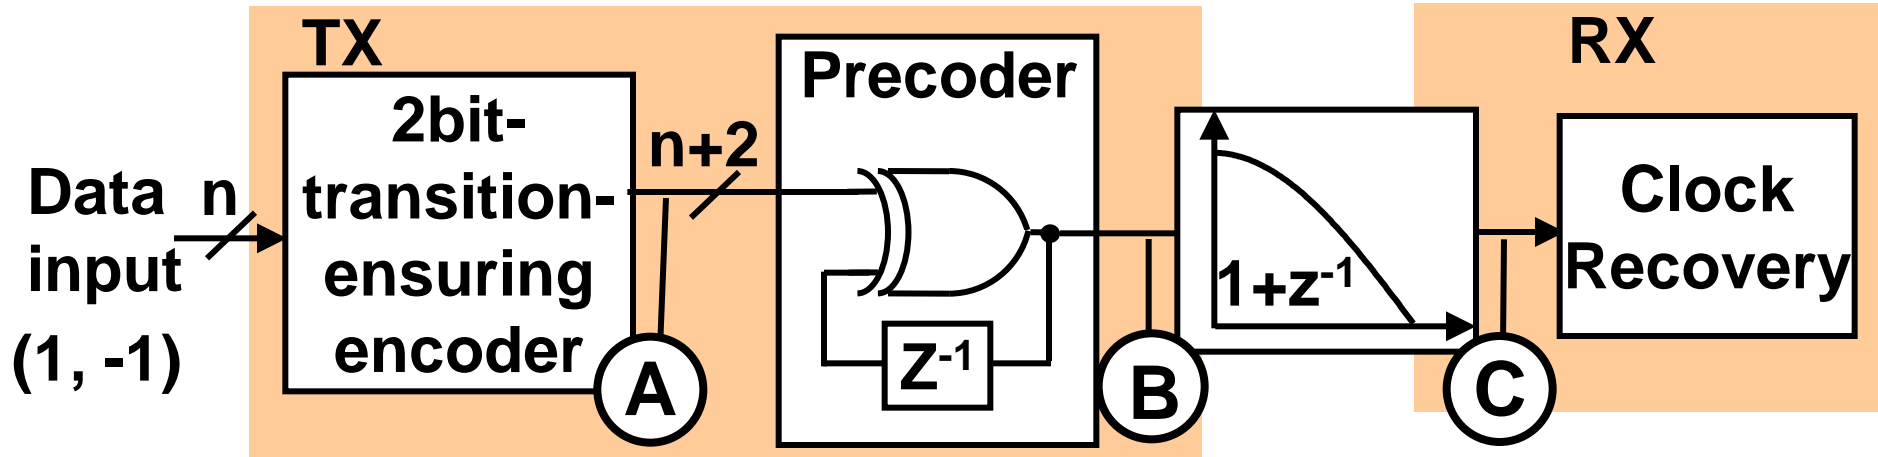 TX
RX
Data
input
(1, -1)
n
2bit-
transition-
ensuring
encoder
A
n+2
Precoder
Z⁻¹
B
1+z⁻¹
C
Clock
Recovery